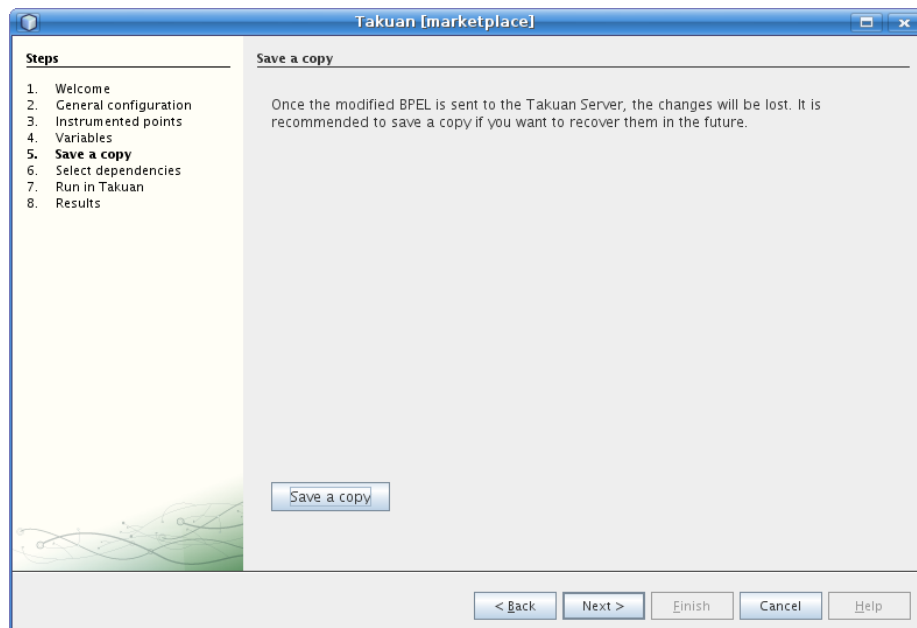 Takuan [marketplace]
Steps
1. Welcome
2. General configuration
3. Instrumented points
4. Variables
5. Save a copy
6. Select dependencies
7. Run in Takuan
8. Results
Save a copy
Once the modified BPEL is sent to the Takuan Server, the changes will be lost. It is
recommended to save a copy if you want to recover them in the future.
Save a copy
< Back Next > Finish Cancel Help